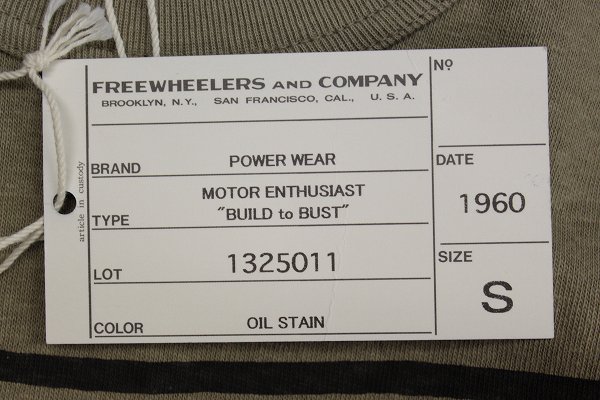 FREEWHEELERS AND COMPANY
BROOKLYN, N.Y., SAN FRANCISCO, CAL., U. S. A.
BRAND POWER WEAR
TYPE MOTOR ENTHUSIAST
"BUILD to BUST"
LOT 1325011
COLOR OIL STAIN
Nº
DATE
1960
SIZE
S
article in custody